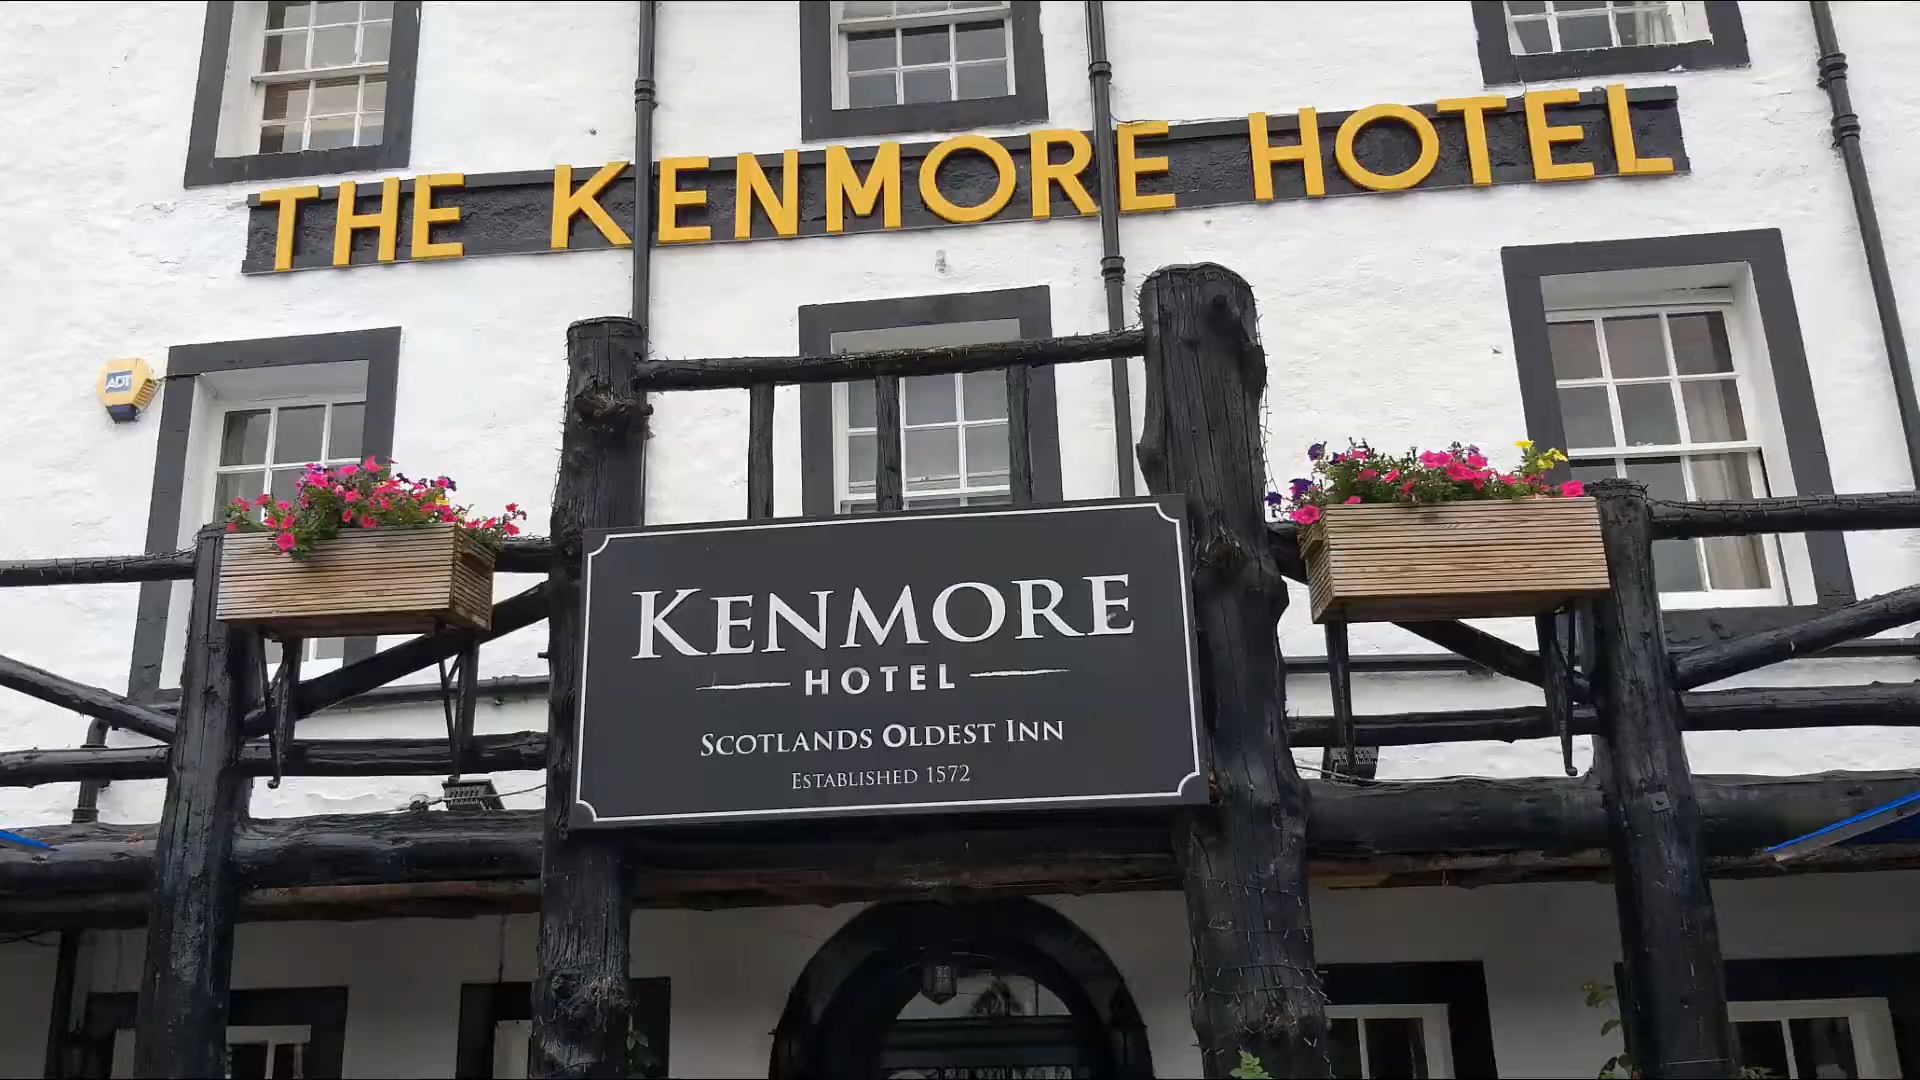 THE KENMORE HOTEL
ADT
KENMORE
HOTEL
SCOTLANDS OLDEST INN
ESTABLISHED 1572